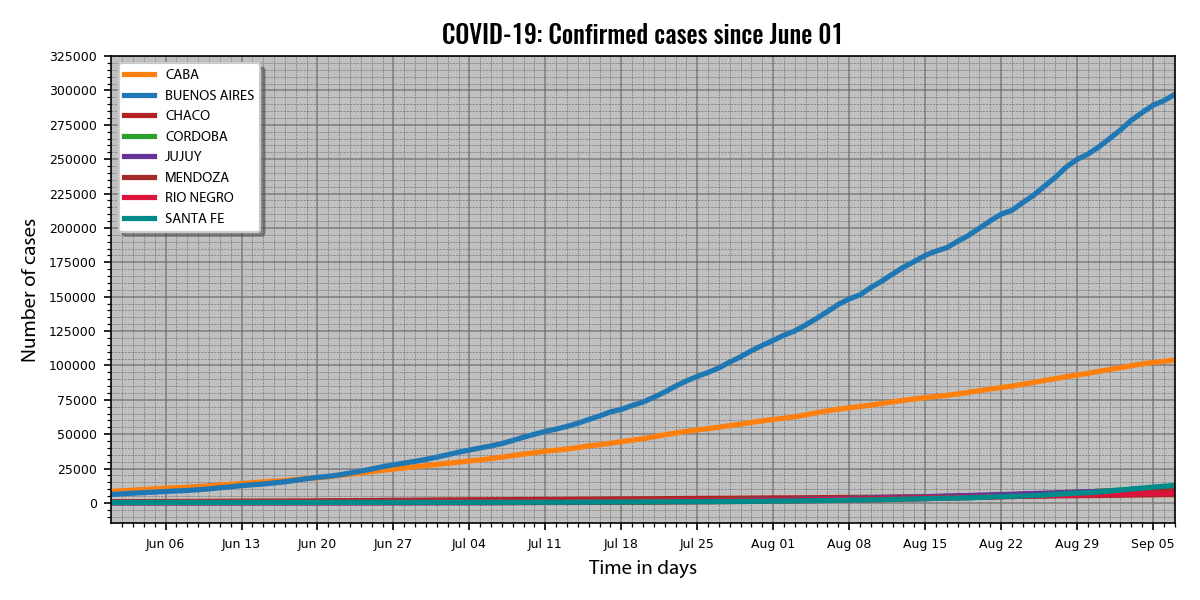 COVID-19: Confirmed cases since June 01
325000
300000
275000
250000
225000
200000
175000
150000
125000
100000
75000
50000
25000
0
Number of cases
CABA
BUENOS AIRES
CHACO
CORDOBA
JUJUY
MENDOZA
RIO NEGRO
SANTA FE
Jun 06 Jun 13 Jun 20 Jun 27 Jul 04 Jul 11 Jul 18 Jul 25 Aug 01 Aug 08 Aug 15 Aug 22 Aug 29 Sep 05
Time in days